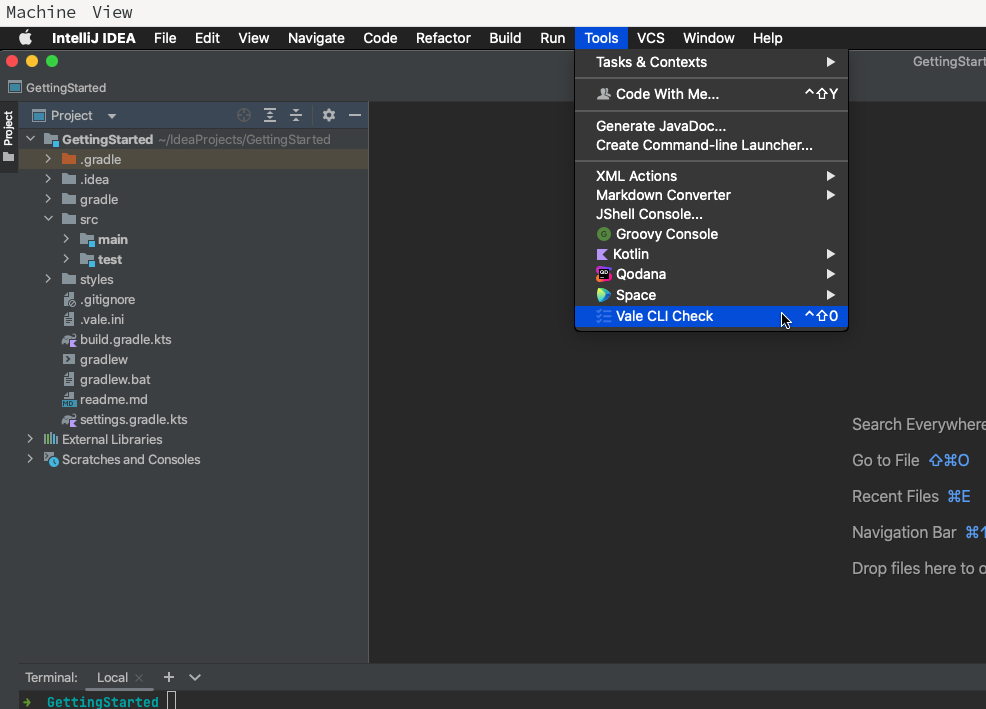 Machine View
IntelliJ IDEA File Edit View Navigate Code Refactor Build Run Tools VCS Window Help
GettingStart
GettingStarted
Project
Project
GettingStarted ~/IdeaProjects/GettingStarted
.gradle
.idea
gradle
src
main
test
styles
.gitignore
.vale.ini
build.gradle.kts
gradlew
gradlew.bat
readme.md
settings.gradle.kts
External Libraries
Scratches and Consoles
Tasks & Contexts
Code With Me... ^⇧Y
Generate JavaDoc...
Create Command-line Launcher...
XML Actions
Markdown Converter
JShell Console...
Groovy Console
Kotlin
Qodana
Space
Vale CLI Check ^⇧0
Search Everywhere
Go to File ⇧⌘O
Recent Files ⌘E
Navigation Bar ⌘↑
Drop files here to o
Terminal: Local
GettingStarted